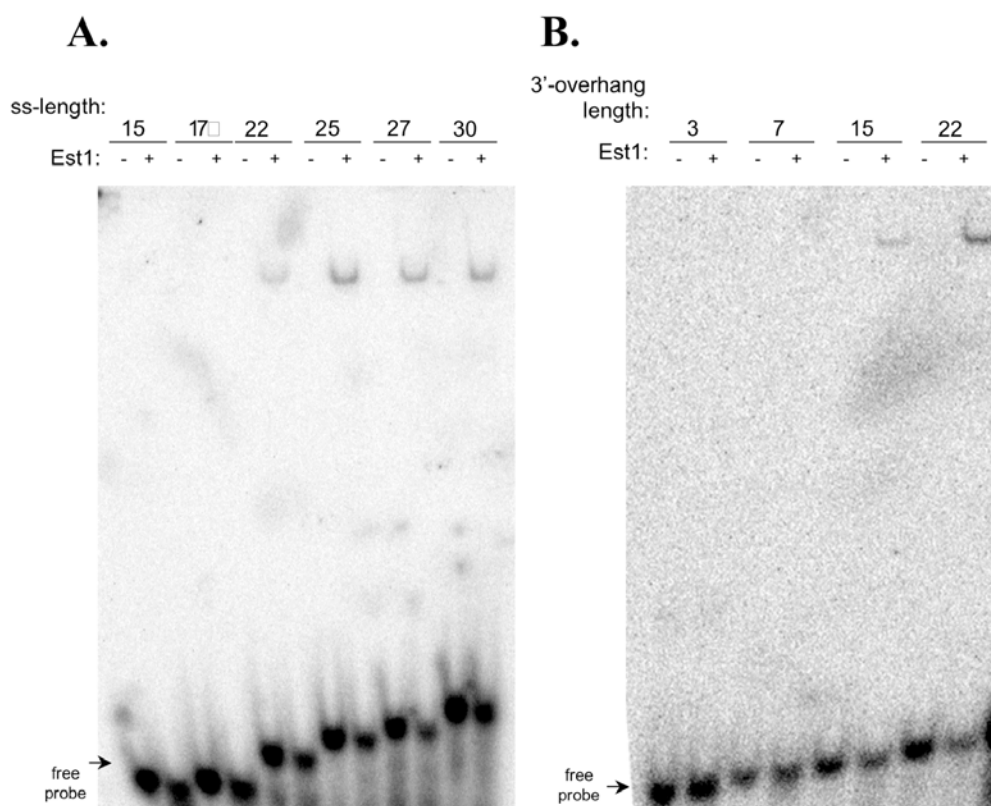 A.
ss-length:
15 17□ 22 25 27 30
Est1: - + - + - + - + - + - +
free
probe
B.
3'-overhang
length:
3 7 15 22
Est1: - + - + - + - +
free
probe